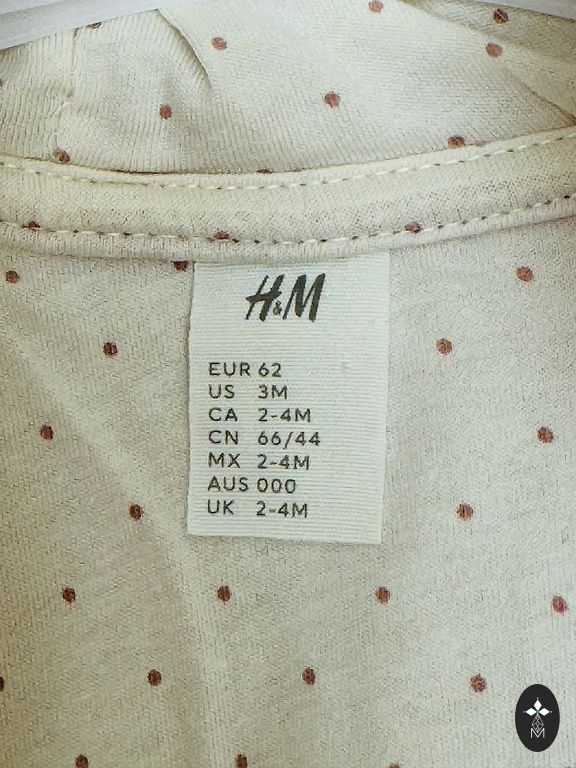 H&M
EUR 62
US 3M
CA 2-4M
CN 66/44
MX 2-4M
AUS 000
UK 2-4M
M